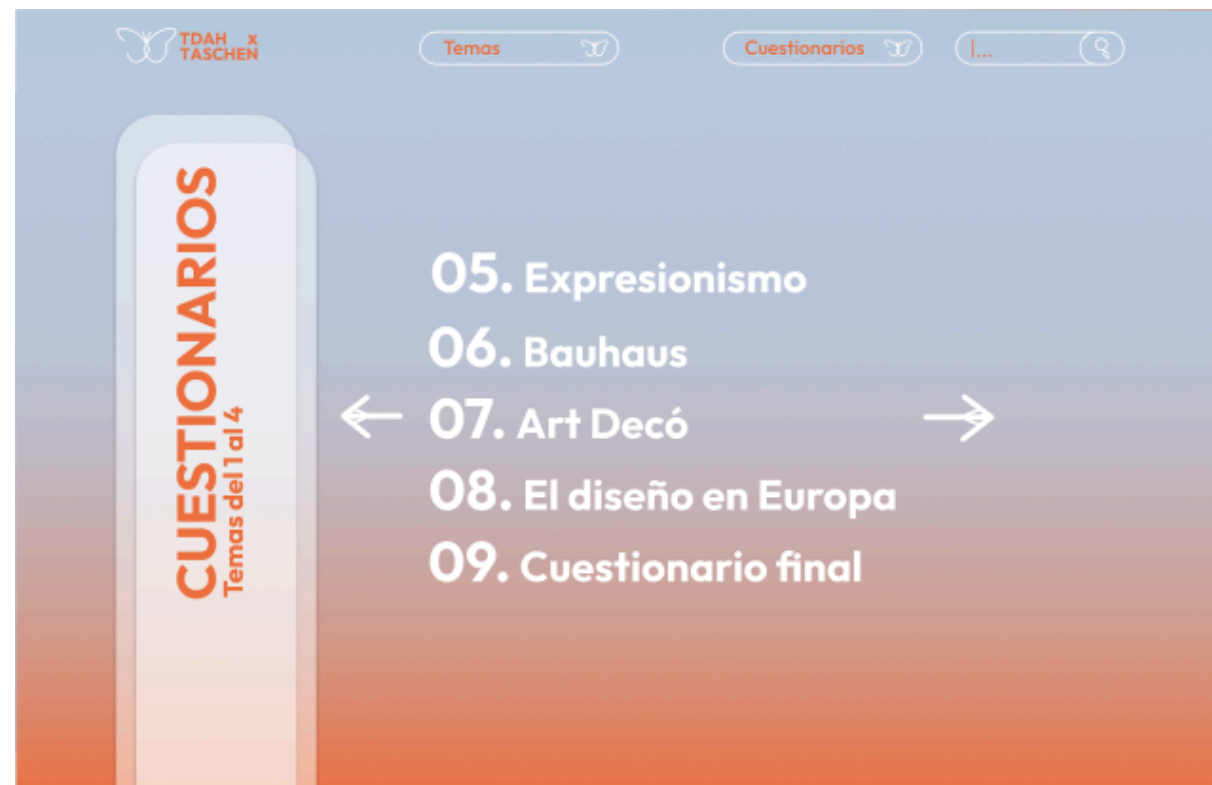 TDAH x
TASCHEN
Temas
Cuestionarios
|...
CUESTIONARIOS
Temas del 1 al 4
05. Expresionismo
06. Bauhaus
07. Art Decó
08. El diseño en Europa
09. Cuestionario final